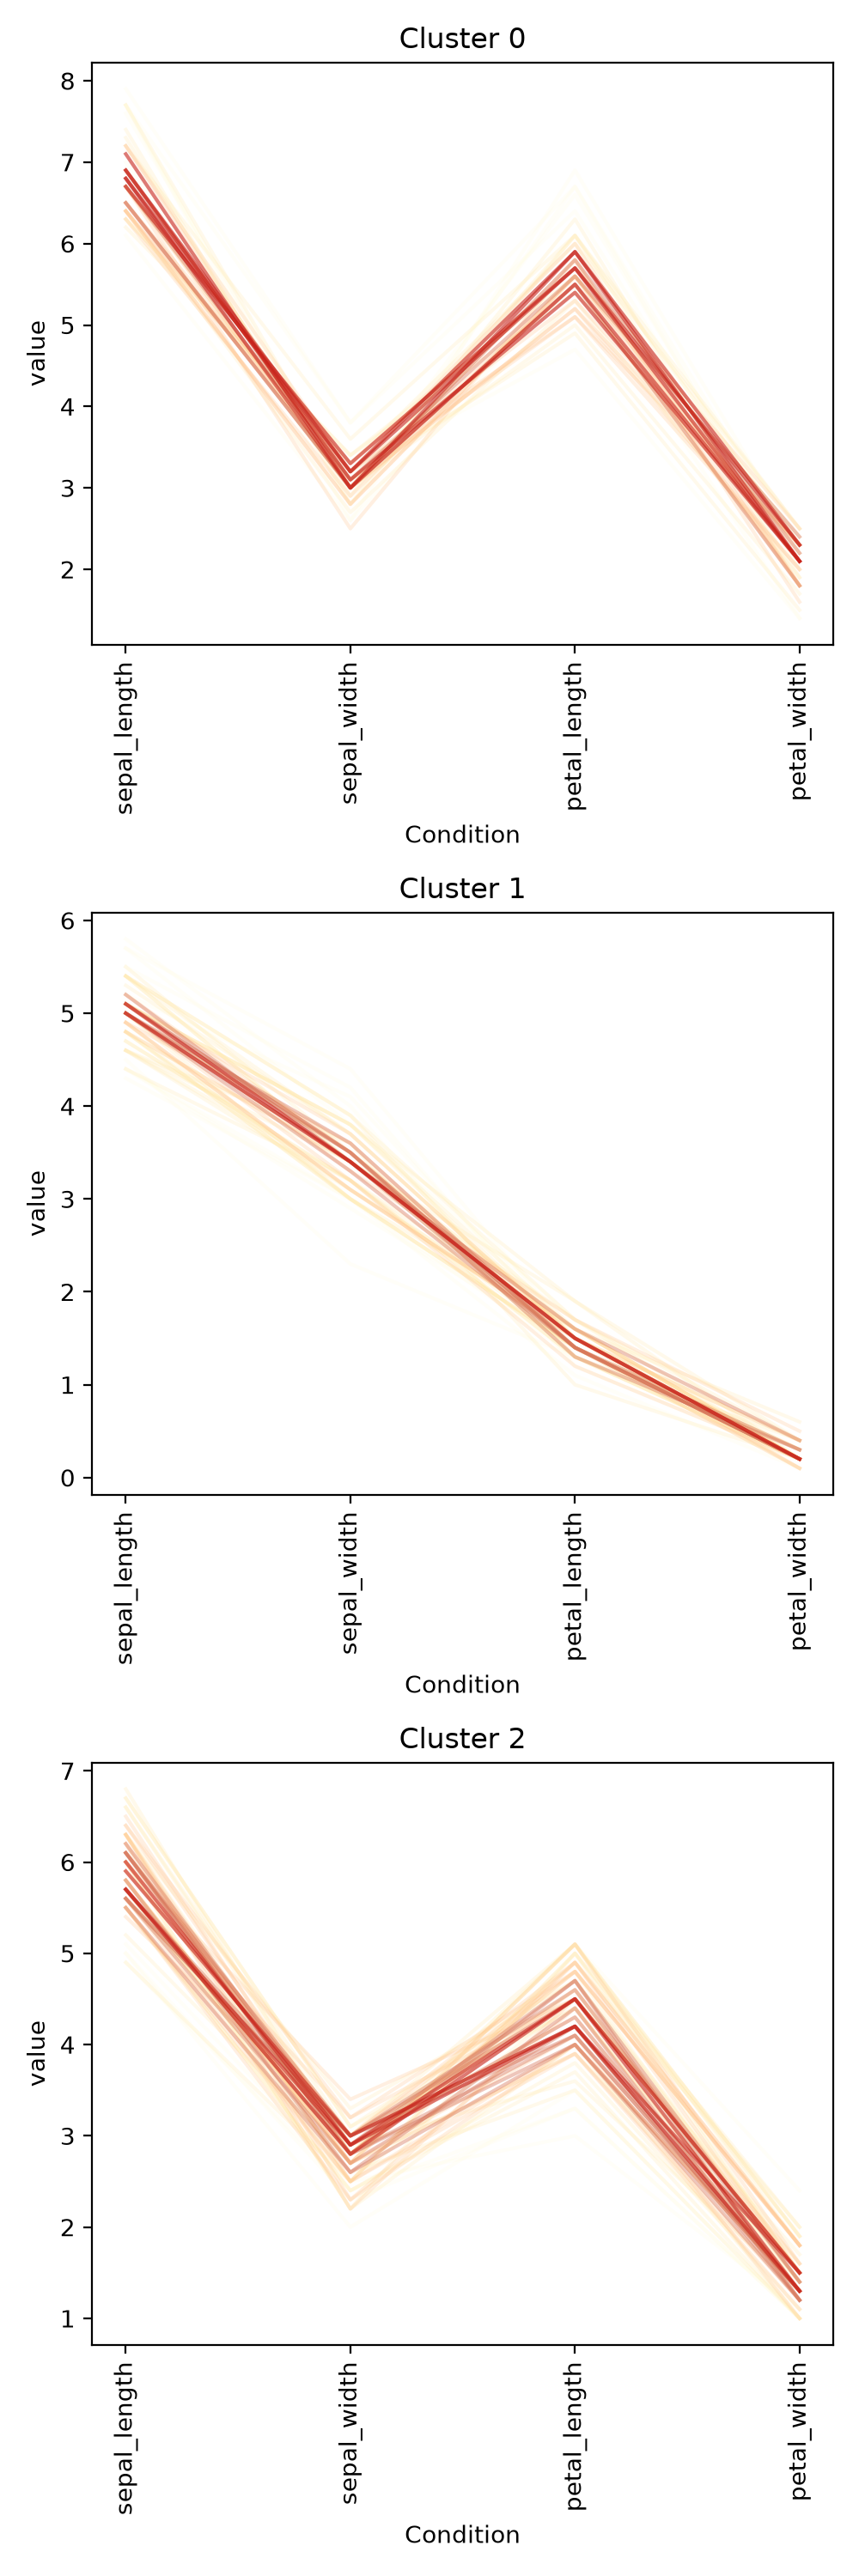 Cluster 0
8
7
6
5
4
3
2
value
sepal_length
sepal_width
petal_length
petal_width
Condition
Cluster 1
6
5
4
3
2
1
0
value
sepal_length
sepal_width
petal_length
petal_width
Condition
Cluster 2
7
6
5
4
3
2
1
value
sepal_length
sepal_width
petal_length
petal_width
Condition